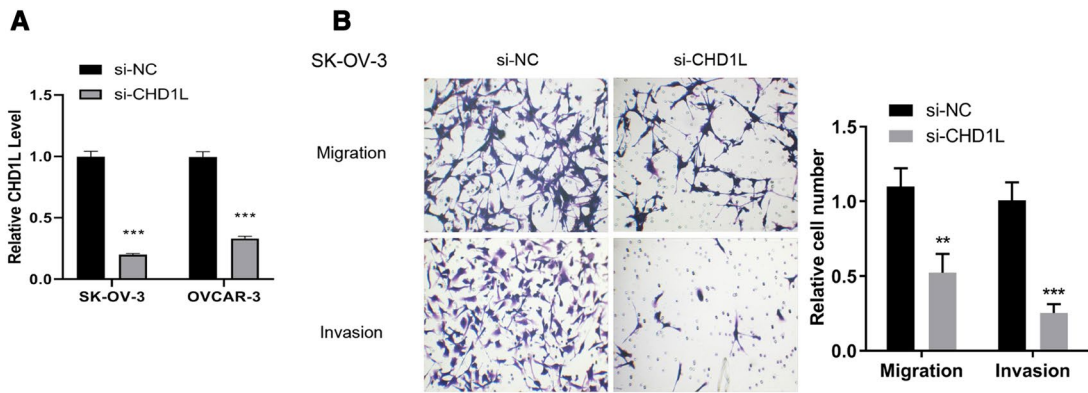 A
si-NC
si-CHD1L
Relative CHD1L Level
1.5
1.0
0.5
0.0
***
***
SK-OV-3
OVCAR-3
B
SK-OV-3
si-NC
si-CHD1L
Migration
Invasion
si-NC
si-CHD1L
Relative cell number
1.5
1.0
0.5
0.0
**
***
Migration
Invasion